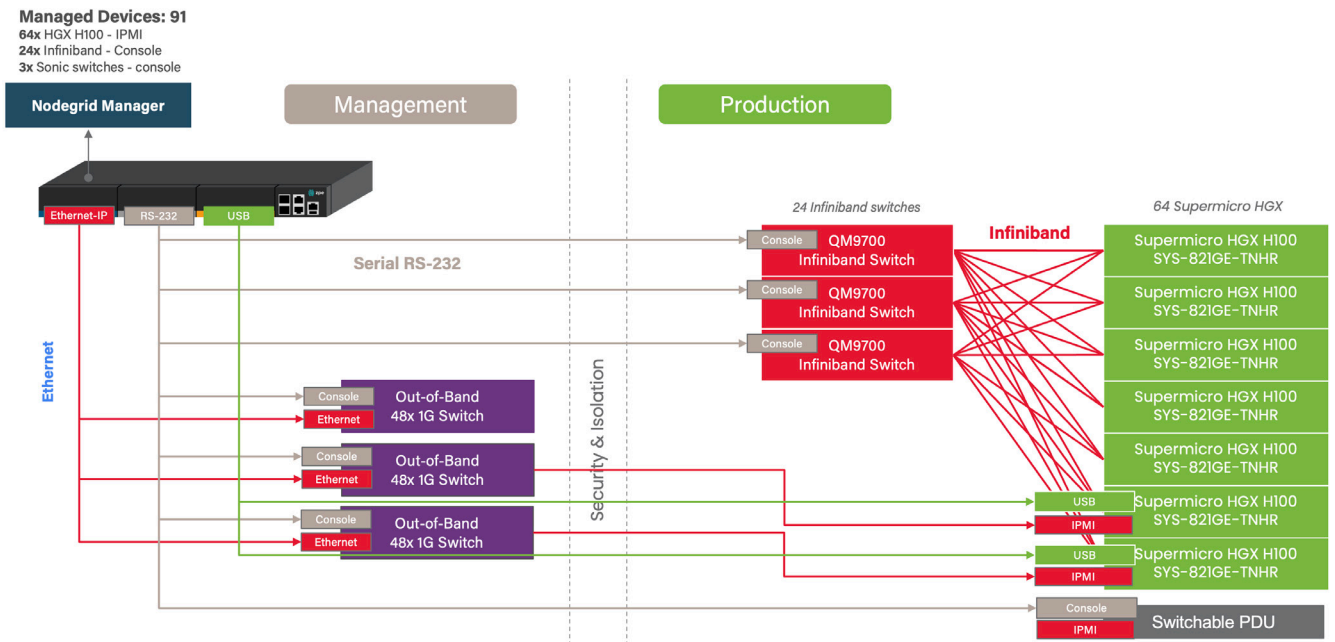 Managed Devices: 91
64x HGX H100 - IPMI
24x Infiniband - Console
3x Sonic switches - console
Nodegrid Manager
Management
Production
Ethernet-IP
RS-232
USB
Serial RS-232
Ethernet
24 Infiniband switches
Console
QM9700
Infiniband Switch
Console
QM9700
Infiniband Switch
Console
QM9700
Infiniband Switch
Infiniband
64 Supermicro HGX
Supermicro HGX H100
SYS-821GE-TNHR
Supermicro HGX H100
SYS-821GE-TNHR
Supermicro HGX H100
SYS-821GE-TNHR
Supermicro HGX H100
SYS-821GE-TNHR
Supermicro HGX H100
SYS-821GE-TNHR
Supermicro HGX H100
SYS-821GE-TNHR
Supermicro HGX H100
SYS-821GE-TNHR
Console
Ethernet
Out-of-Band
48x 1G Switch
Console
Ethernet
Out-of-Band
48x 1G Switch
Console
Ethernet
Out-of-Band
48x 1G Switch
Security & Isolation
USB
IPMI
USB
IPMI
Console
IPMI
Switchable PDU